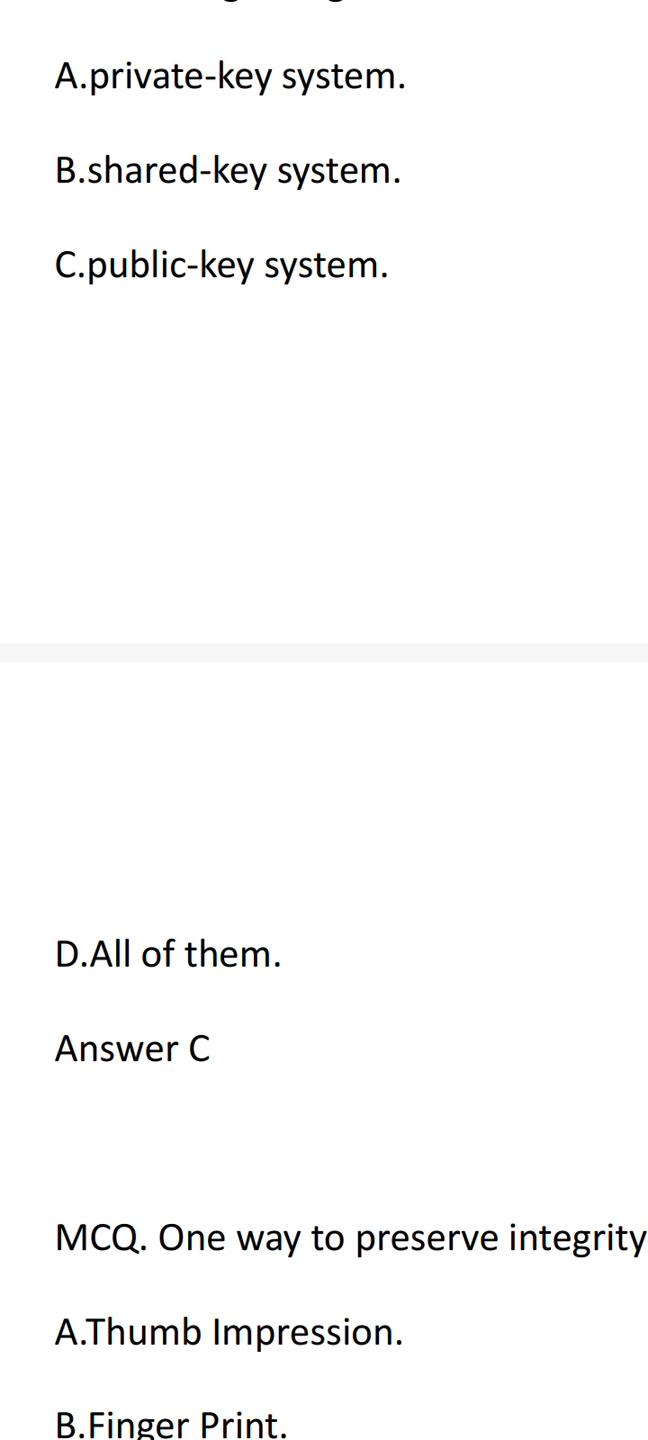 A.private-key system.
B.shared-key system.
C.public-key system.
D.All of them.
Answer C
MCQ. One way to preserve integrity
A.Thumb Impression.
B.Finger Print.